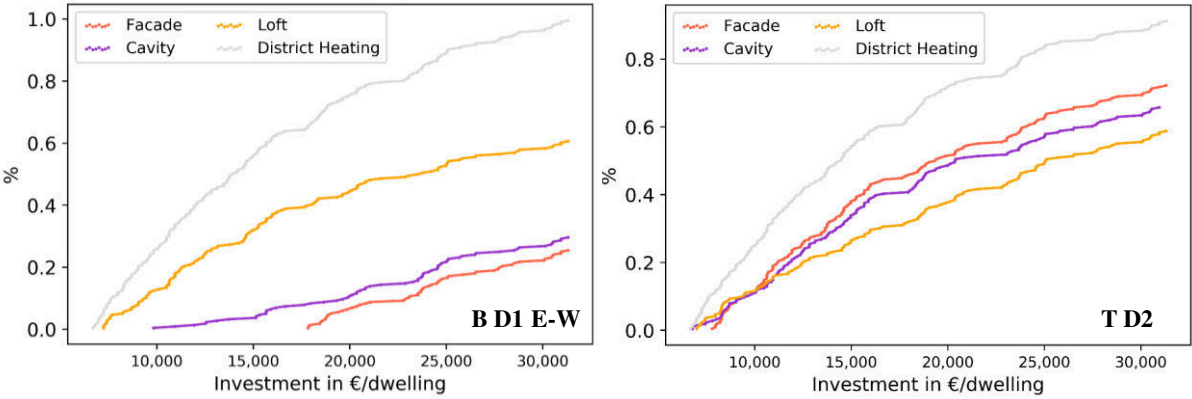 1.0
0.8
0.6
0.4
0.2
0.0
%
Facade
Cavity
Loft
District Heating
B D1 E-W
10,000 15,000 20,000 25,000 30,000
Investment in €/dwelling
0.8
0.6
0.4
0.2
0.0
%
Facade
Cavity
Loft
District Heating
T D2
10,000 15,000 20,000 25,000 30,000
Investment in €/dwelling